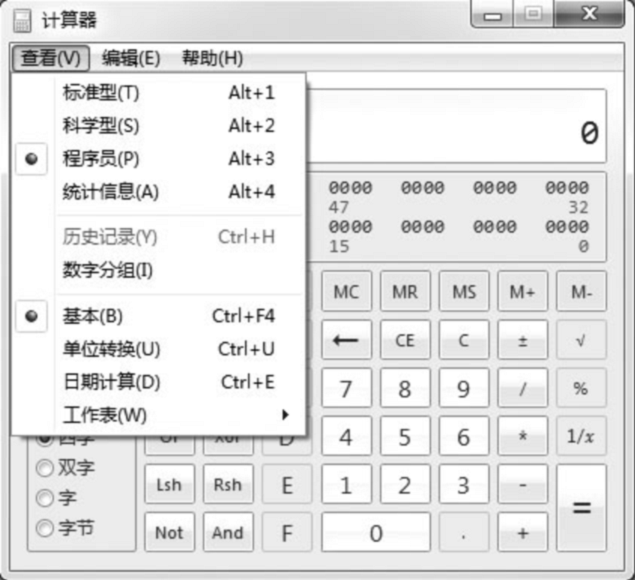 计算器
查看(V) 编辑(E) 帮助(H)
标准型(T) Alt+1
科学型(S) Alt+2
程序员(P) Alt+3
统计信息(A) Alt+4
历史记录(Y) Ctrl+H
数字分组(I)
基本(B) Ctrl+F4
单位转换(U) Ctrl+U
日期计算(D) Ctrl+E
工作表(W)
0
0000 0000 0000 0000
47 32
0000 0000 0000 0000
15 0
MC MR MS M+ M-
← CE C ± √
7 8 9 / %
四字 Or Xor D 4 5 6 * 1/x
双字
Lsh Rsh E 1 2 3 - =
字
字节 Not And F 0 . +